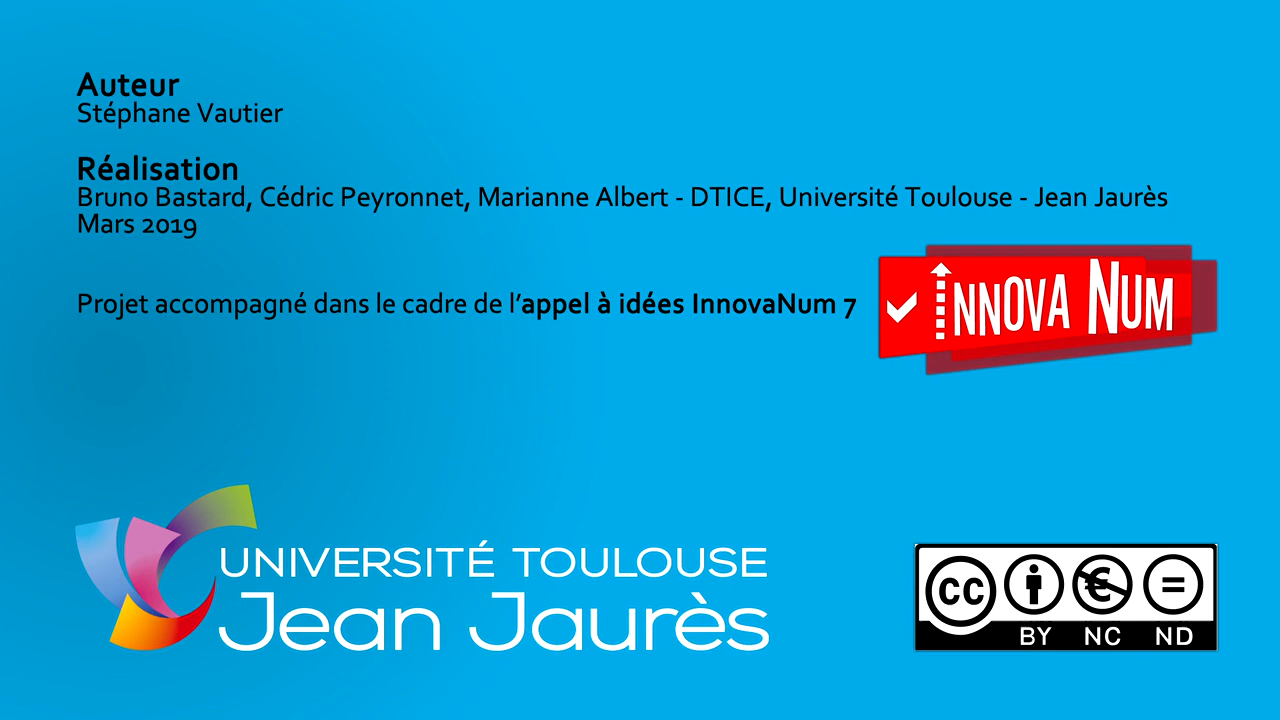 Auteur
Stéphane Vautier
Réalisation
Bruno Bastard, Cédric Peyronnet, Marianne Albert - DTICE, Université Toulouse - Jean Jaurès
Mars 2019
Projet accompagné dans le cadre de l’appel à idées InnovaNum 7
INNOVA NUM
UNIVERSITÉ TOULOUSE
Jean Jaurès
cc
BY NC ND